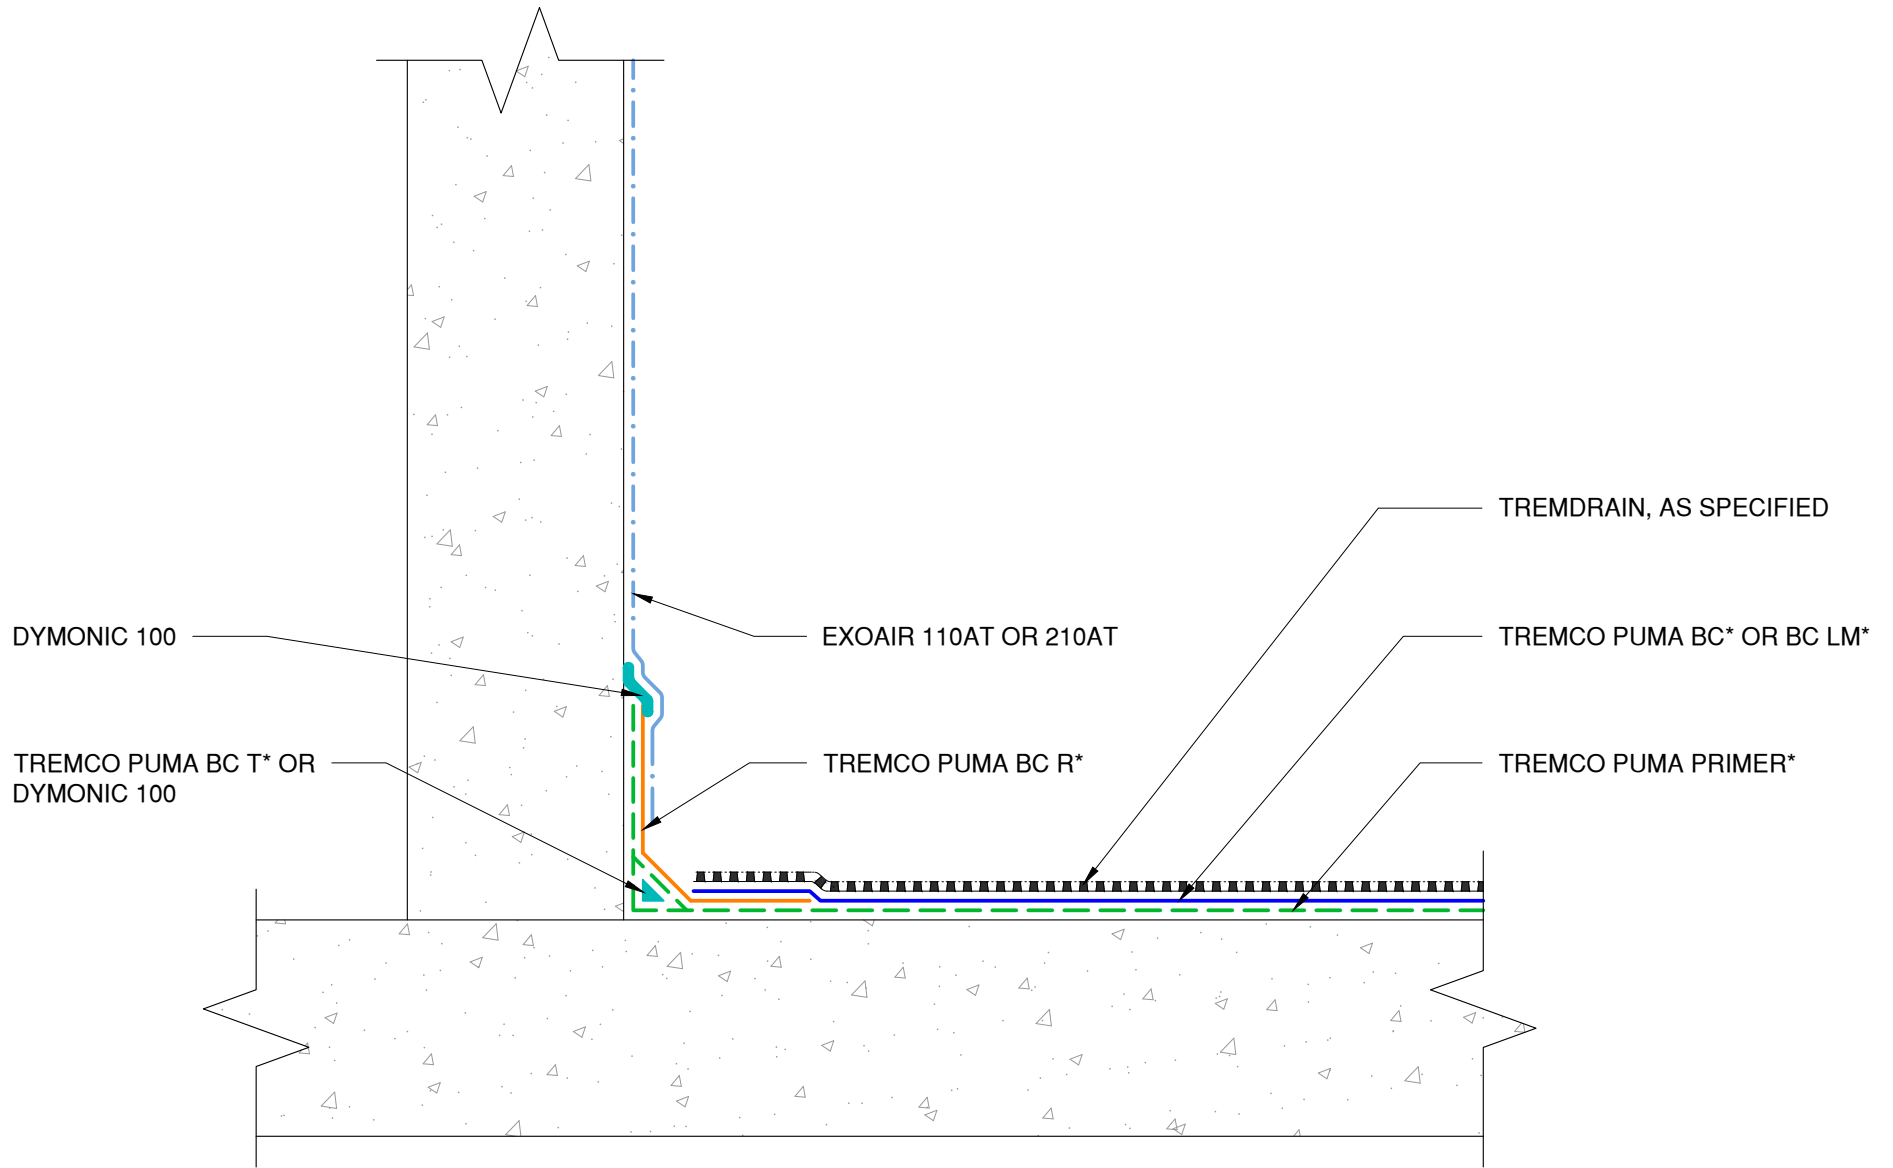 TREMDRAIN, AS SPECIFIED
DYMONIC 100
EXOAIR 110AT OR 210AT
TREMCO PUMA BC* OR BC LM*
TREMCO PUMA BC T* OR
DYMONIC 100
TREMCO PUMA BC R*
TREMCO PUMA PRIMER*